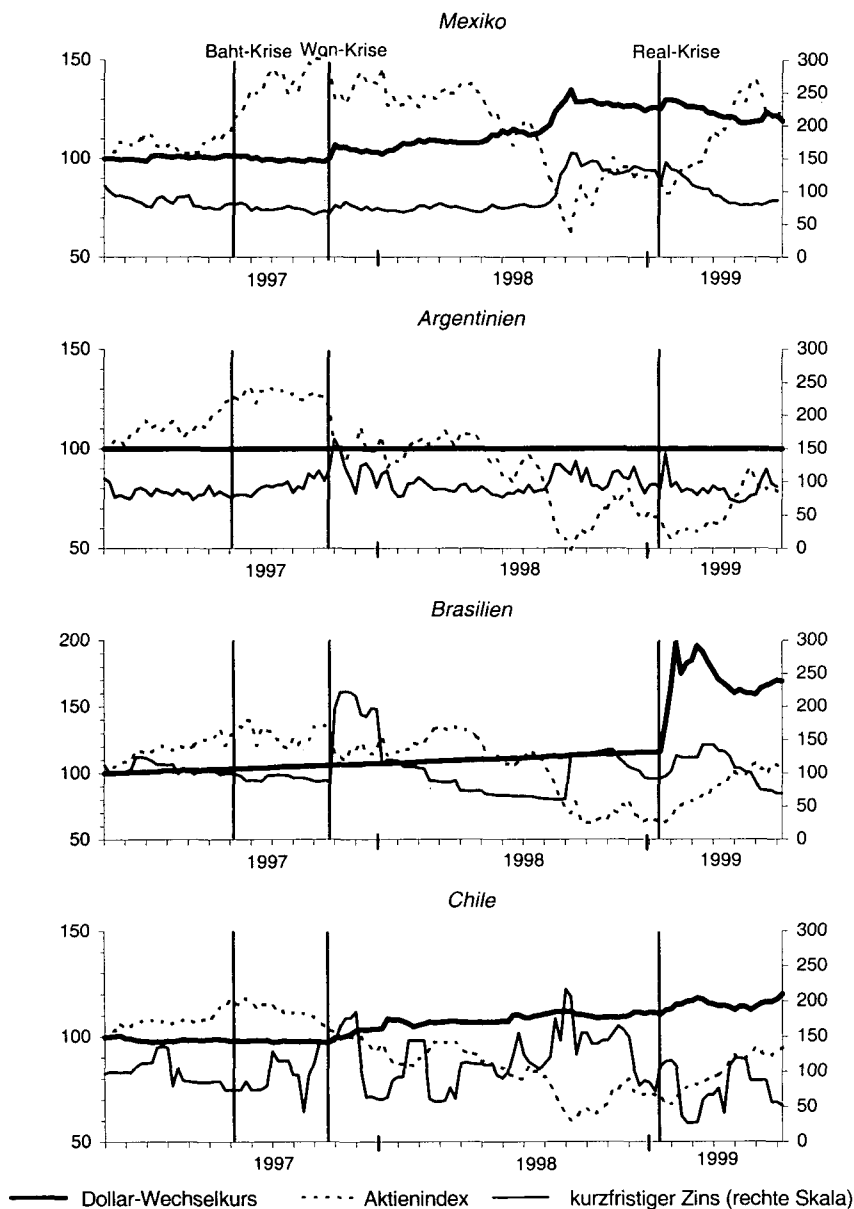 Mexiko
Baht-Krise Won-Krise Real-Krise
150 300
250
200
100 150
100
50
50 0
1997 1998 1999
Argentinien
150 300
250
200
100 150
100
50
50 0
1997 1998 1999
Brasilien
200 300
250
150 200
150
100 100
50
50 0
1997 1998 1999
Chile
150 300
250
200
100 150
100
50
50 0
1997 1998 1999
Dollar-Wechselkurs Aktienindex kurzfristiger Zins (rechte Skala)